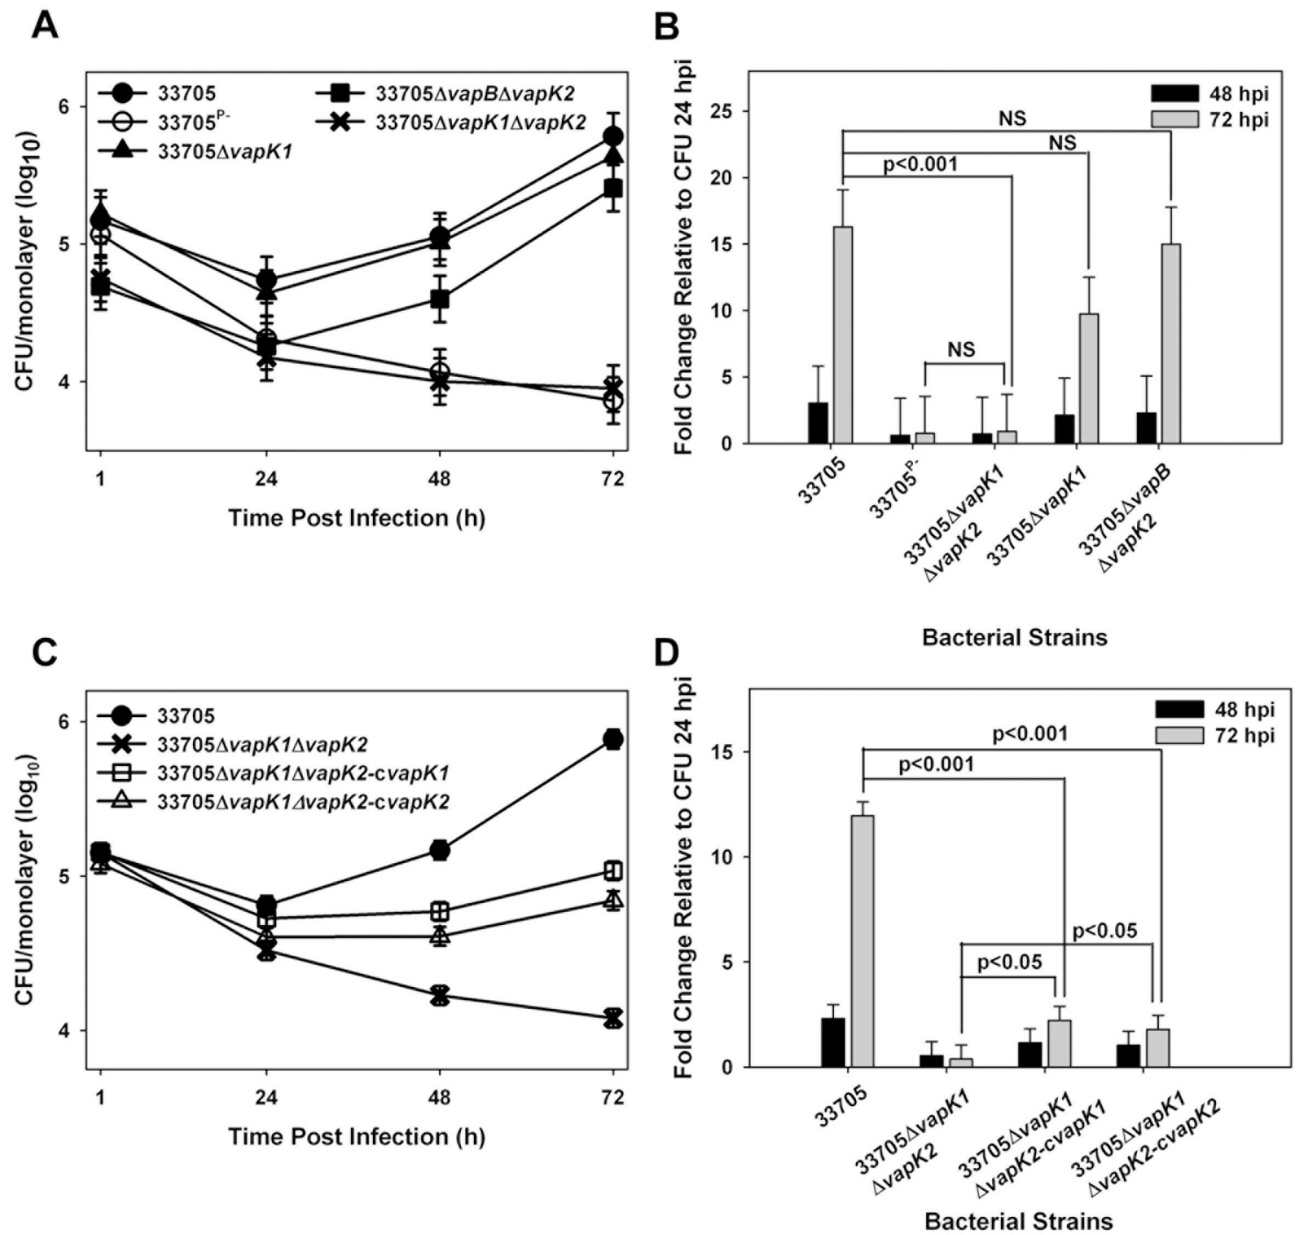 A
CFU/monolayer (log10)
6
5
4
33705
33705P-
33705ΔvapK1
33705ΔvapBΔvapK2
33705ΔvapK1ΔvapK2
1 24 48 72
Time Post Infection (h)
B
Fold Change Relative to CFU 24 hpi
25
20
15
10
5
0
48 hpi
72 hpi
NS
NS
p<0.001
NS
33705
33705P-
33705ΔvapK1
ΔvapK2
33705ΔvapK1
33705ΔvapB
ΔvapK2
Bacterial Strains
C
CFU/monolayer (log10)
6
5
4
33705
33705ΔvapK1ΔvapK2
33705ΔvapK1ΔvapK2-cvapK1
33705ΔvapK1ΔvapK2-cvapK2
1 24 48 72
Time Post Infection (h)
D
Fold Change Relative to CFU 24 hpi
15
10
5
0
48 hpi
72 hpi
p<0.001
p<0.001
p<0.05
p<0.05
33705
33705ΔvapK1
ΔvapK2
33705ΔvapK1
ΔvapK2-cvapK1
33705ΔvapK1
ΔvapK2-cvapK2
Bacterial Strains